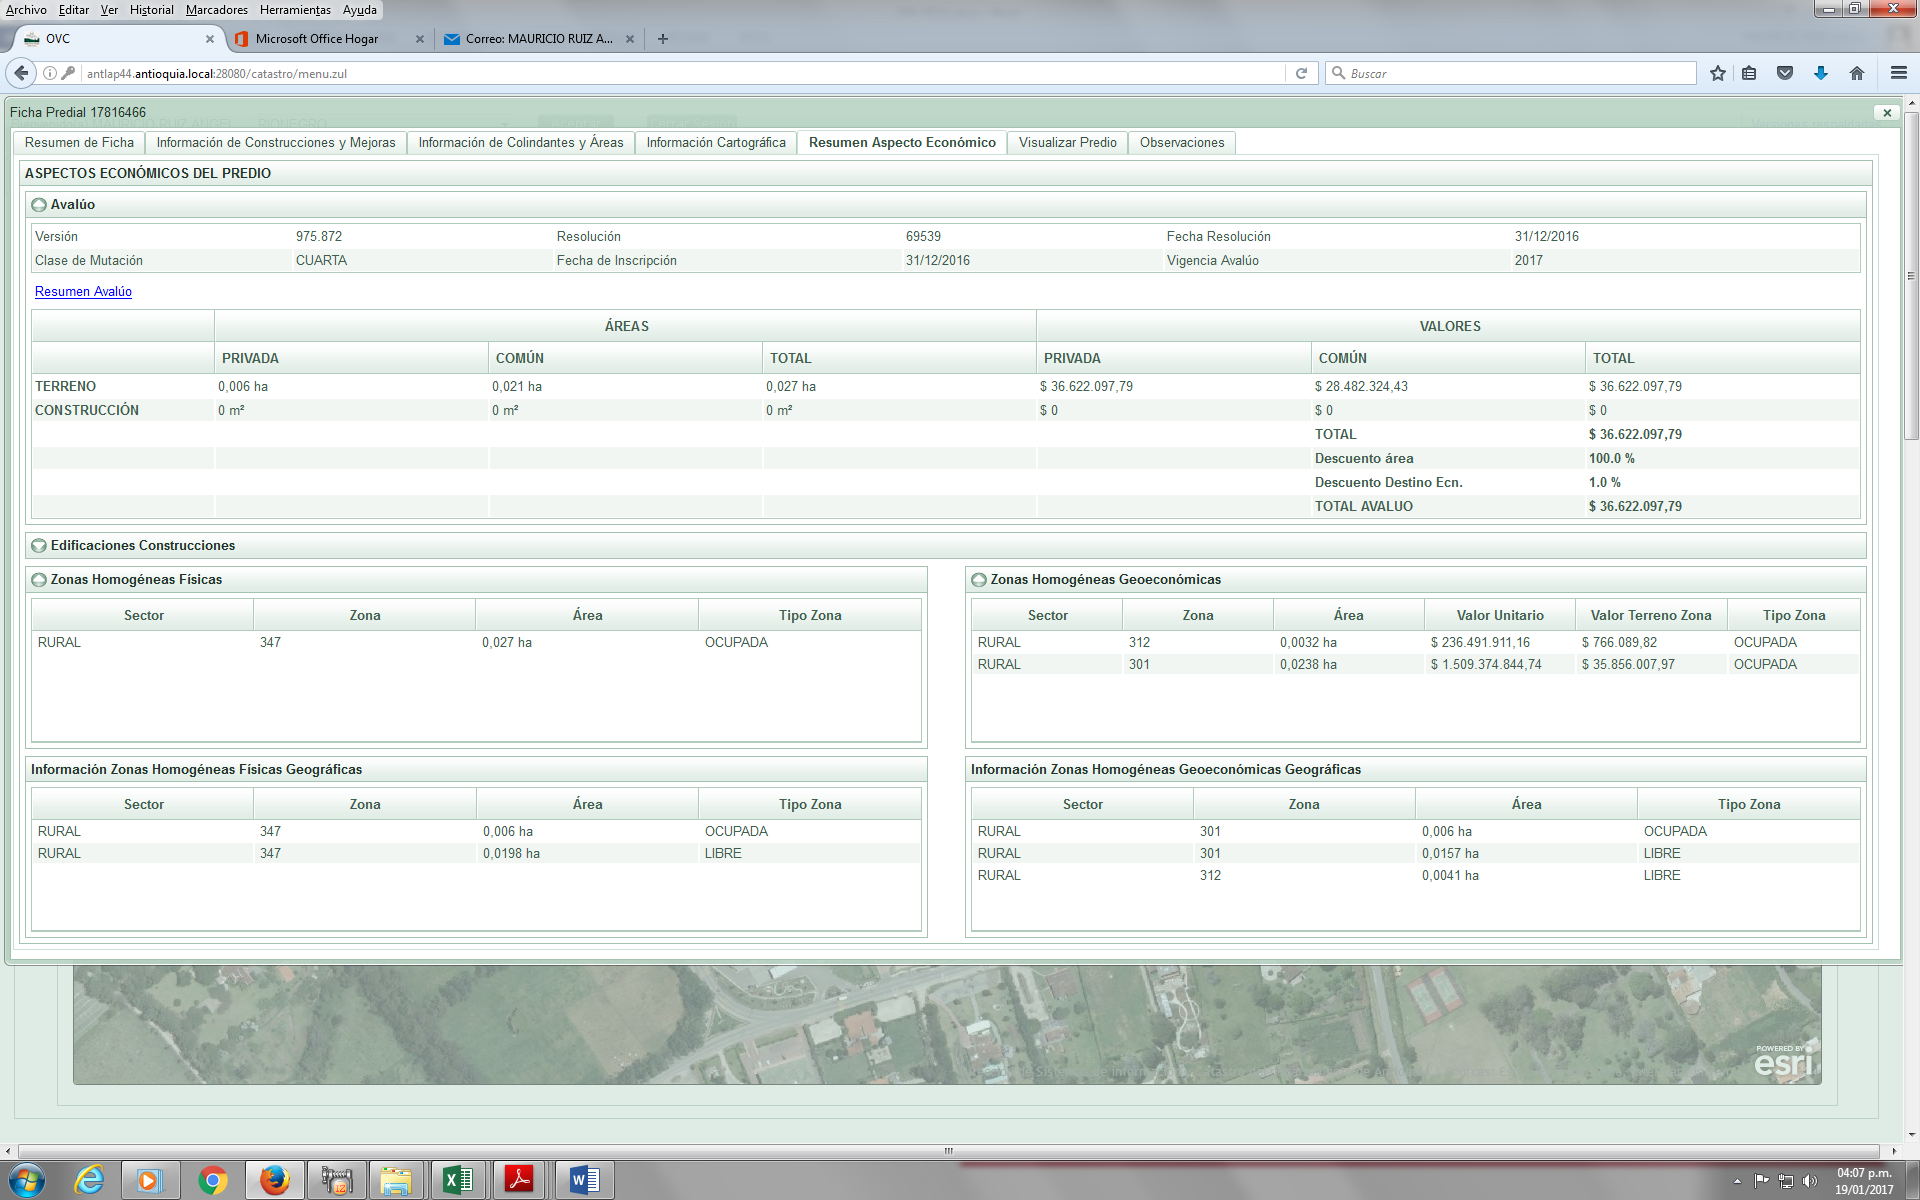 Archivo Editar Ver Historial Marcadores Herramientas Ayuda
OVC Microsoft Office Hogar Correo: MAURICIO RUIZ A...
antlap44.antioquia.local:28080/catastro/menu.zul Buscar
Ficha Predial 17816466
Resumen de Ficha Información de Construcciones y Mejoras Información de Colindantes y Áreas Información Cartográfica Resumen Aspecto Económico Visualizar Predio Observaciones
ASPECTOS ECONÓMICOS DEL PREDIO
Avalúo
Versión 975.872 Resolución 69539 Fecha Resolución 31/12/2016
Clase de Mutación CUARTA Fecha de Inscripción 31/12/2016 Vigencia Avalúo 2017
Resumen Avalúo
ÁREAS VALORES
PRIVADA COMÚN TOTAL PRIVADA COMÚN TOTAL
TERRENO 0,006 ha 0,021 ha 0,027 ha $ 36.622.097,79 $ 28.482.324,43 $ 36.622.097,79
CONSTRUCCIÓN 0 m² 0 m² 0 m² $ 0 $ 0 $ 0
TOTAL $ 36.622.097,79
Descuento área 100.0 %
Descuento Destino Ecn. 1.0 %
TOTAL AVALUO $ 36.622.097,79
Edificaciones Construcciones
Zonas Homogéneas Físicas
Sector Zona Área Tipo Zona
RURAL 347 0,027 ha OCUPADA
Zonas Homogéneas Geoeconómicas
Sector Zona Área Valor Unitario Valor Terreno Zona Tipo Zona
RURAL 312 0,0032 ha $ 236.491.911,16 $ 766.089,82 OCUPADA
RURAL 301 0,0238 ha $ 1.509.374.844,74 $ 35.856.007,97 OCUPADA
Información Zonas Homogéneas Físicas Geográficas
Sector Zona Área Tipo Zona
RURAL 347 0,006 ha OCUPADA
RURAL 347 0,0198 ha LIBRE
Información Zonas Homogéneas Geoeconómicas Geográficas
Sector Zona Área Tipo Zona
RURAL 301 0,006 ha OCUPADA
RURAL 301 0,0157 ha LIBRE
RURAL 312 0,0041 ha LIBRE
POWERED BY
esri
04:07 p.m.
19/01/2017